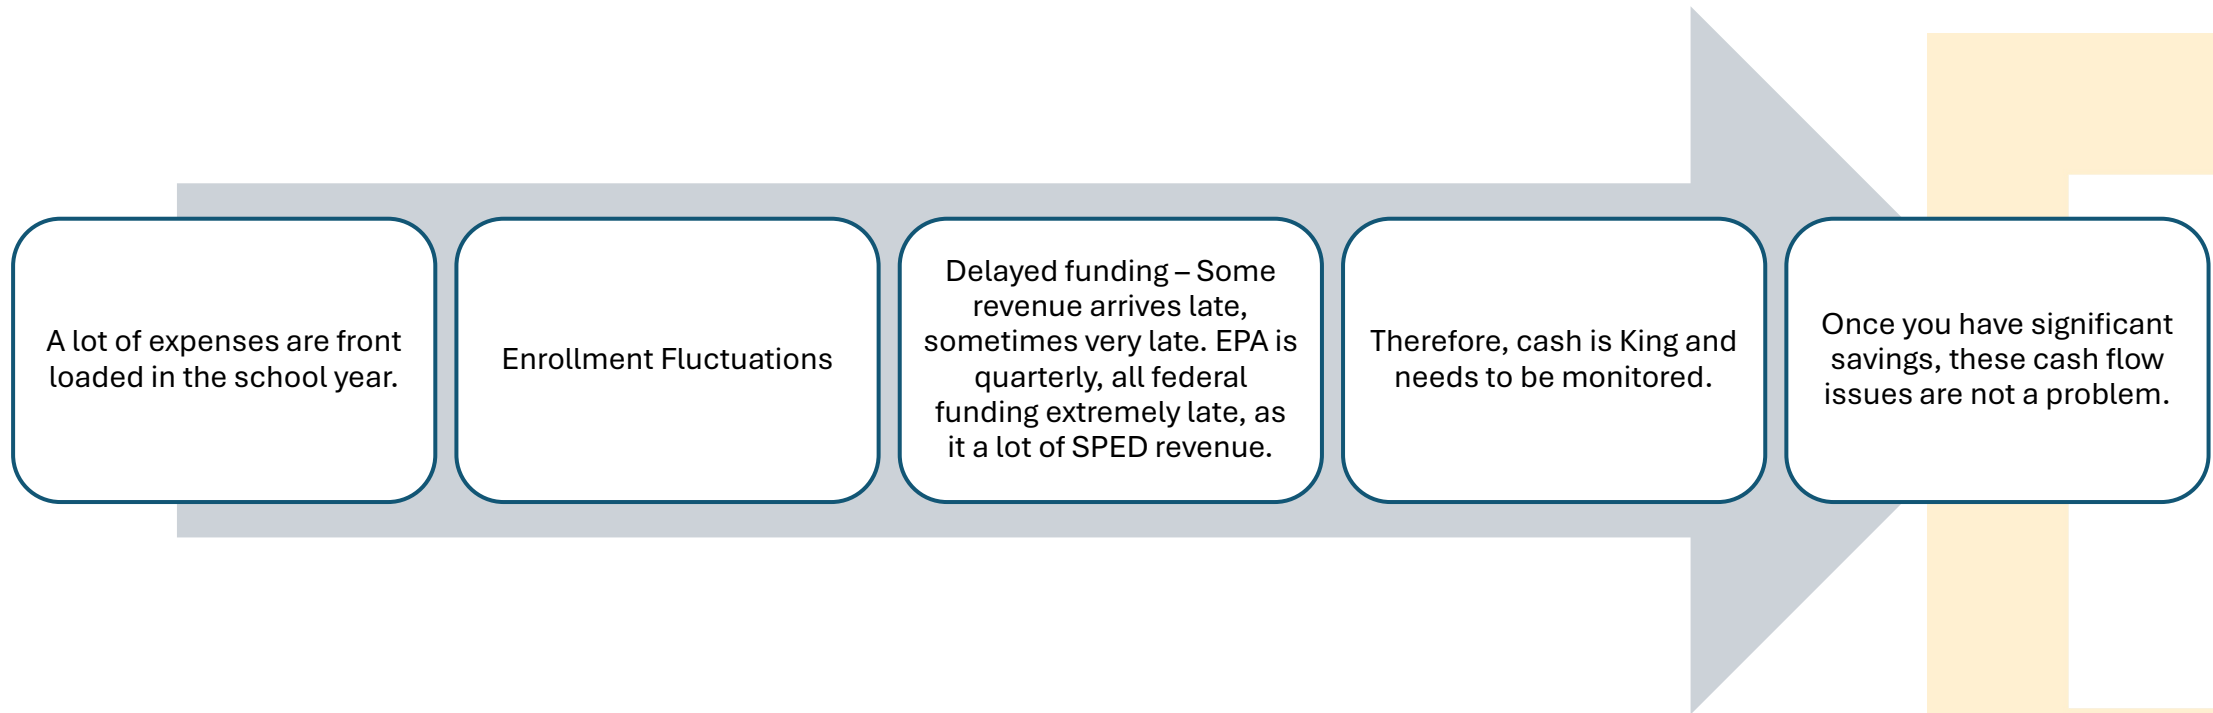 A lot of expenses are front
loaded in the school year.
Enrollment Fluctuations
Delayed funding – Some
revenue arrives late,
sometimes very late. EPA is
quarterly, all federal
funding extremely late, as
it a lot of SPED revenue.
Therefore, cash is King and
needs to be monitored.
Once you have significant
savings, these cash flow
issues are not a problem.